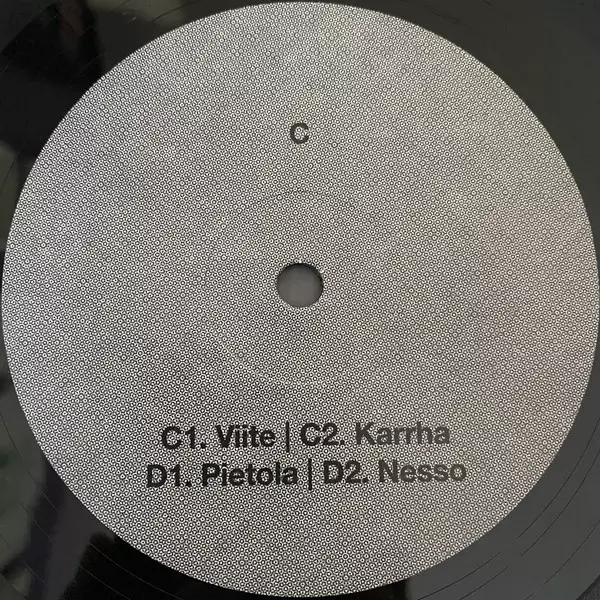 C
C1. Viite | C2. Karrha
D1. Pietola | D2. Nesso